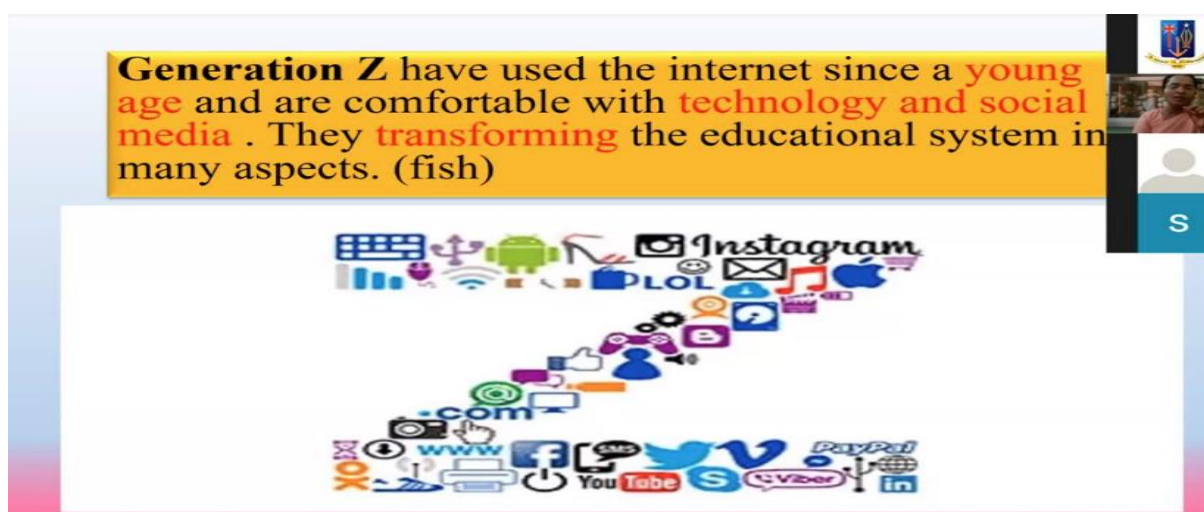 Generation Z have used the internet since a young
age and are comfortable with technology and social
media . They transforming the educational system in
many aspects. (fish)
S
Instagram
LOL
.com
www
SMS
PayPal
You Tube
Viber
in